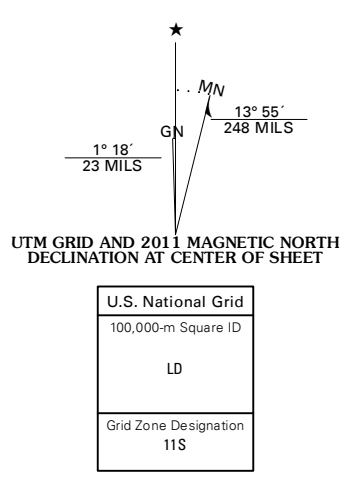 ★
MN
13° 55´
248 MILS
GN
1° 18´
23 MILS
UTM GRID AND 2011 MAGNETIC NORTH
DECLINATION AT CENTER OF SHEET
U.S. National Grid
100,000-m Square ID
LD
Grid Zone Designation
11S